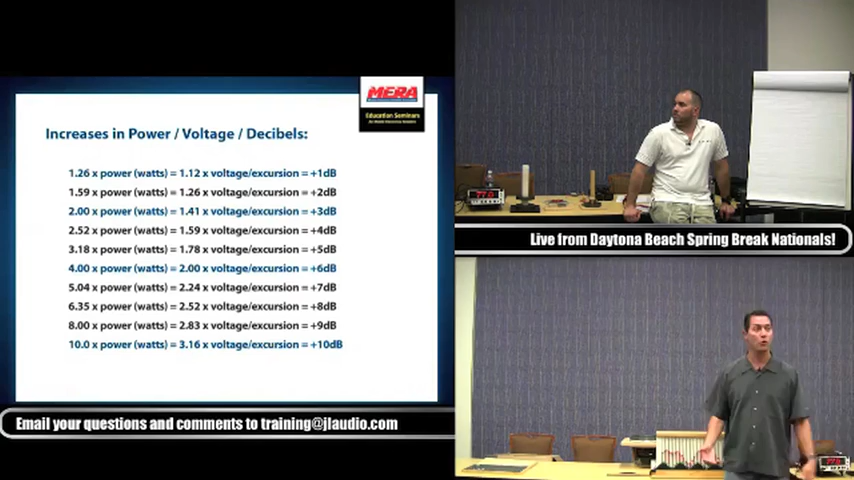 MERA
Education Seminars
Increases in Power / Voltage / Decibels:
1.26 x power (watts) = 1.12 x voltage/excursion = +1dB
1.59 x power (watts) = 1.26 x voltage/excursion = +2dB
2.00 x power (watts) = 1.41 x voltage/excursion = +3dB
2.52 x power (watts) = 1.59 x voltage/excursion = +4dB
3.18 x power (watts) = 1.78 x voltage/excursion = +5dB
4.00 x power (watts) = 2.00 x voltage/excursion = +6dB
5.04 x power (watts) = 2.24 x voltage/excursion = +7dB
6.35 x power (watts) = 2.52 x voltage/excursion = +8dB
8.00 x power (watts) = 2.83 x voltage/excursion = +9dB
10.0 x power (watts) = 3.16 x voltage/excursion = +10dB
Email your questions and comments to training@jlaudio.com
Live from Daytona Beach Spring Break Nationals!